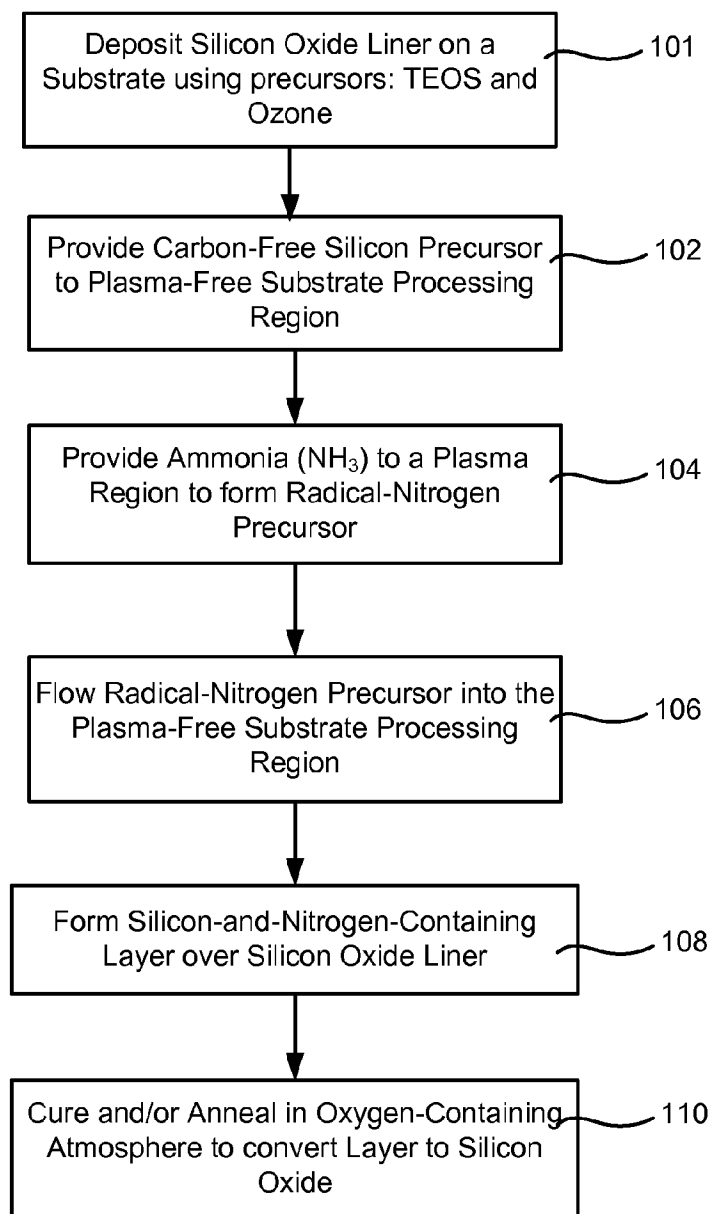 Deposit Silicon Oxide Liner on a
Substrate using precursors: TEOS and
Ozone
101
Provide Carbon-Free Silicon Precursor
to Plasma-Free Substrate Processing
Region
102
Provide Ammonia (NH₃) to a Plasma
Region to form Radical-Nitrogen
Precursor
104
Flow Radical-Nitrogen Precursor into the
Plasma-Free Substrate Processing
Region
106
Form Silicon-and-Nitrogen-Containing
Layer over Silicon Oxide Liner
108
Cure and/or Anneal in Oxygen-Containing
Atmosphere to convert Layer to Silicon
Oxide
110